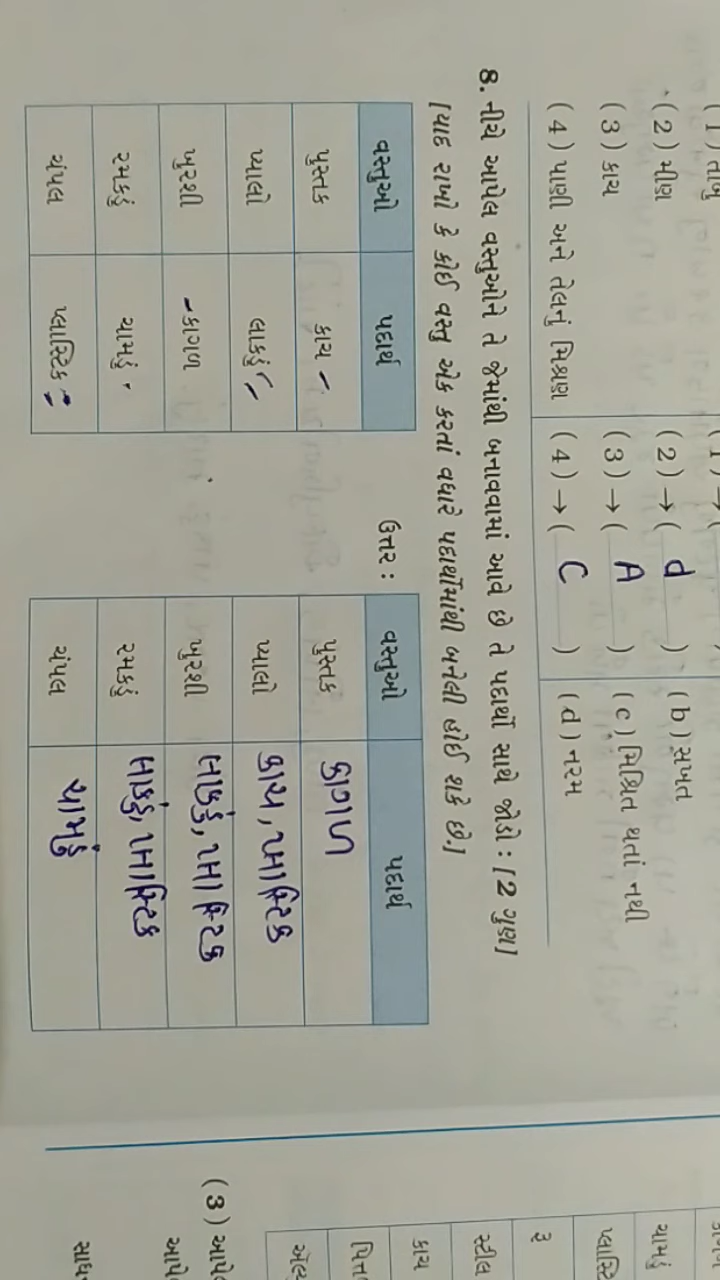 (2) મીણ (2) → ( d ) (b) સખત
(3) કાચ (3) → ( A ) (c) મિશ્રિત થતાં નથી
(4) પાણી અને તેલનું મિશ્રણ (4) → ( C ) (d) નરમ
8. નીચે આપેલ વસ્તુઓને તે જેમાંથી બનાવવામાં આવે છે તે પદાર્થો સાથે જોડો : [2 ગુણ]
[યાદ રાખો કે કોઈ વસ્તુ એક કરતાં વધારે પદાર્થોમાંથી બનેલી હોઈ શકે છે.]
ઉત્તર :
વસ્તુઓ પદાર્થ
પુસ્તક કાચ
પ્યાલો લાકડું
ખુરશી કાગળ
રમકડું ચામડું
ચંપલ પ્લાસ્ટિક
વસ્તુઓ પદાર્થ
પુસ્તક કાગળ
પ્યાલો કાચ, પ્લાસ્ટિક
ખુરશી લાકડું, પ્લાસ્ટિક
રમકડું લાકડું, પ્લાસ્ટિક
ચંપલ ચામડું
ચામડું
રૂ
સ્ટીલ
કાચ
(3)